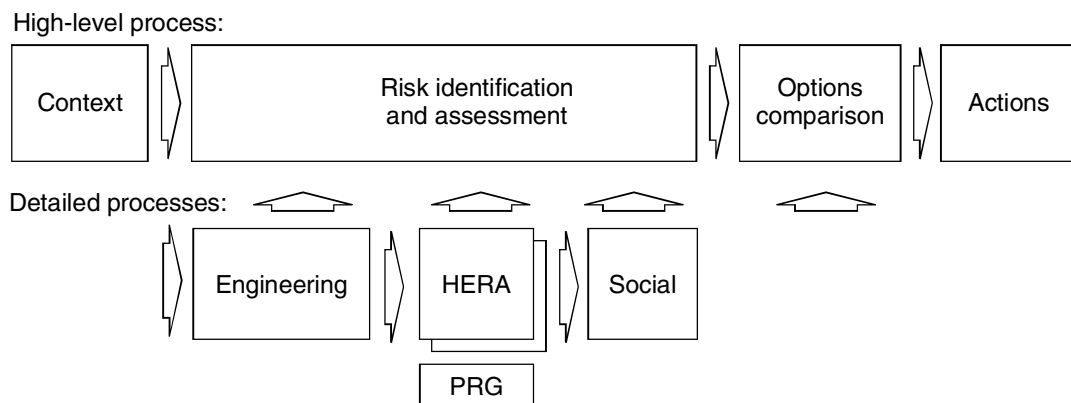 High-level process:
Context
Risk identification
and assessment
Options
comparison
Actions
Detailed processes:
Engineering
HERA
Social
PRG